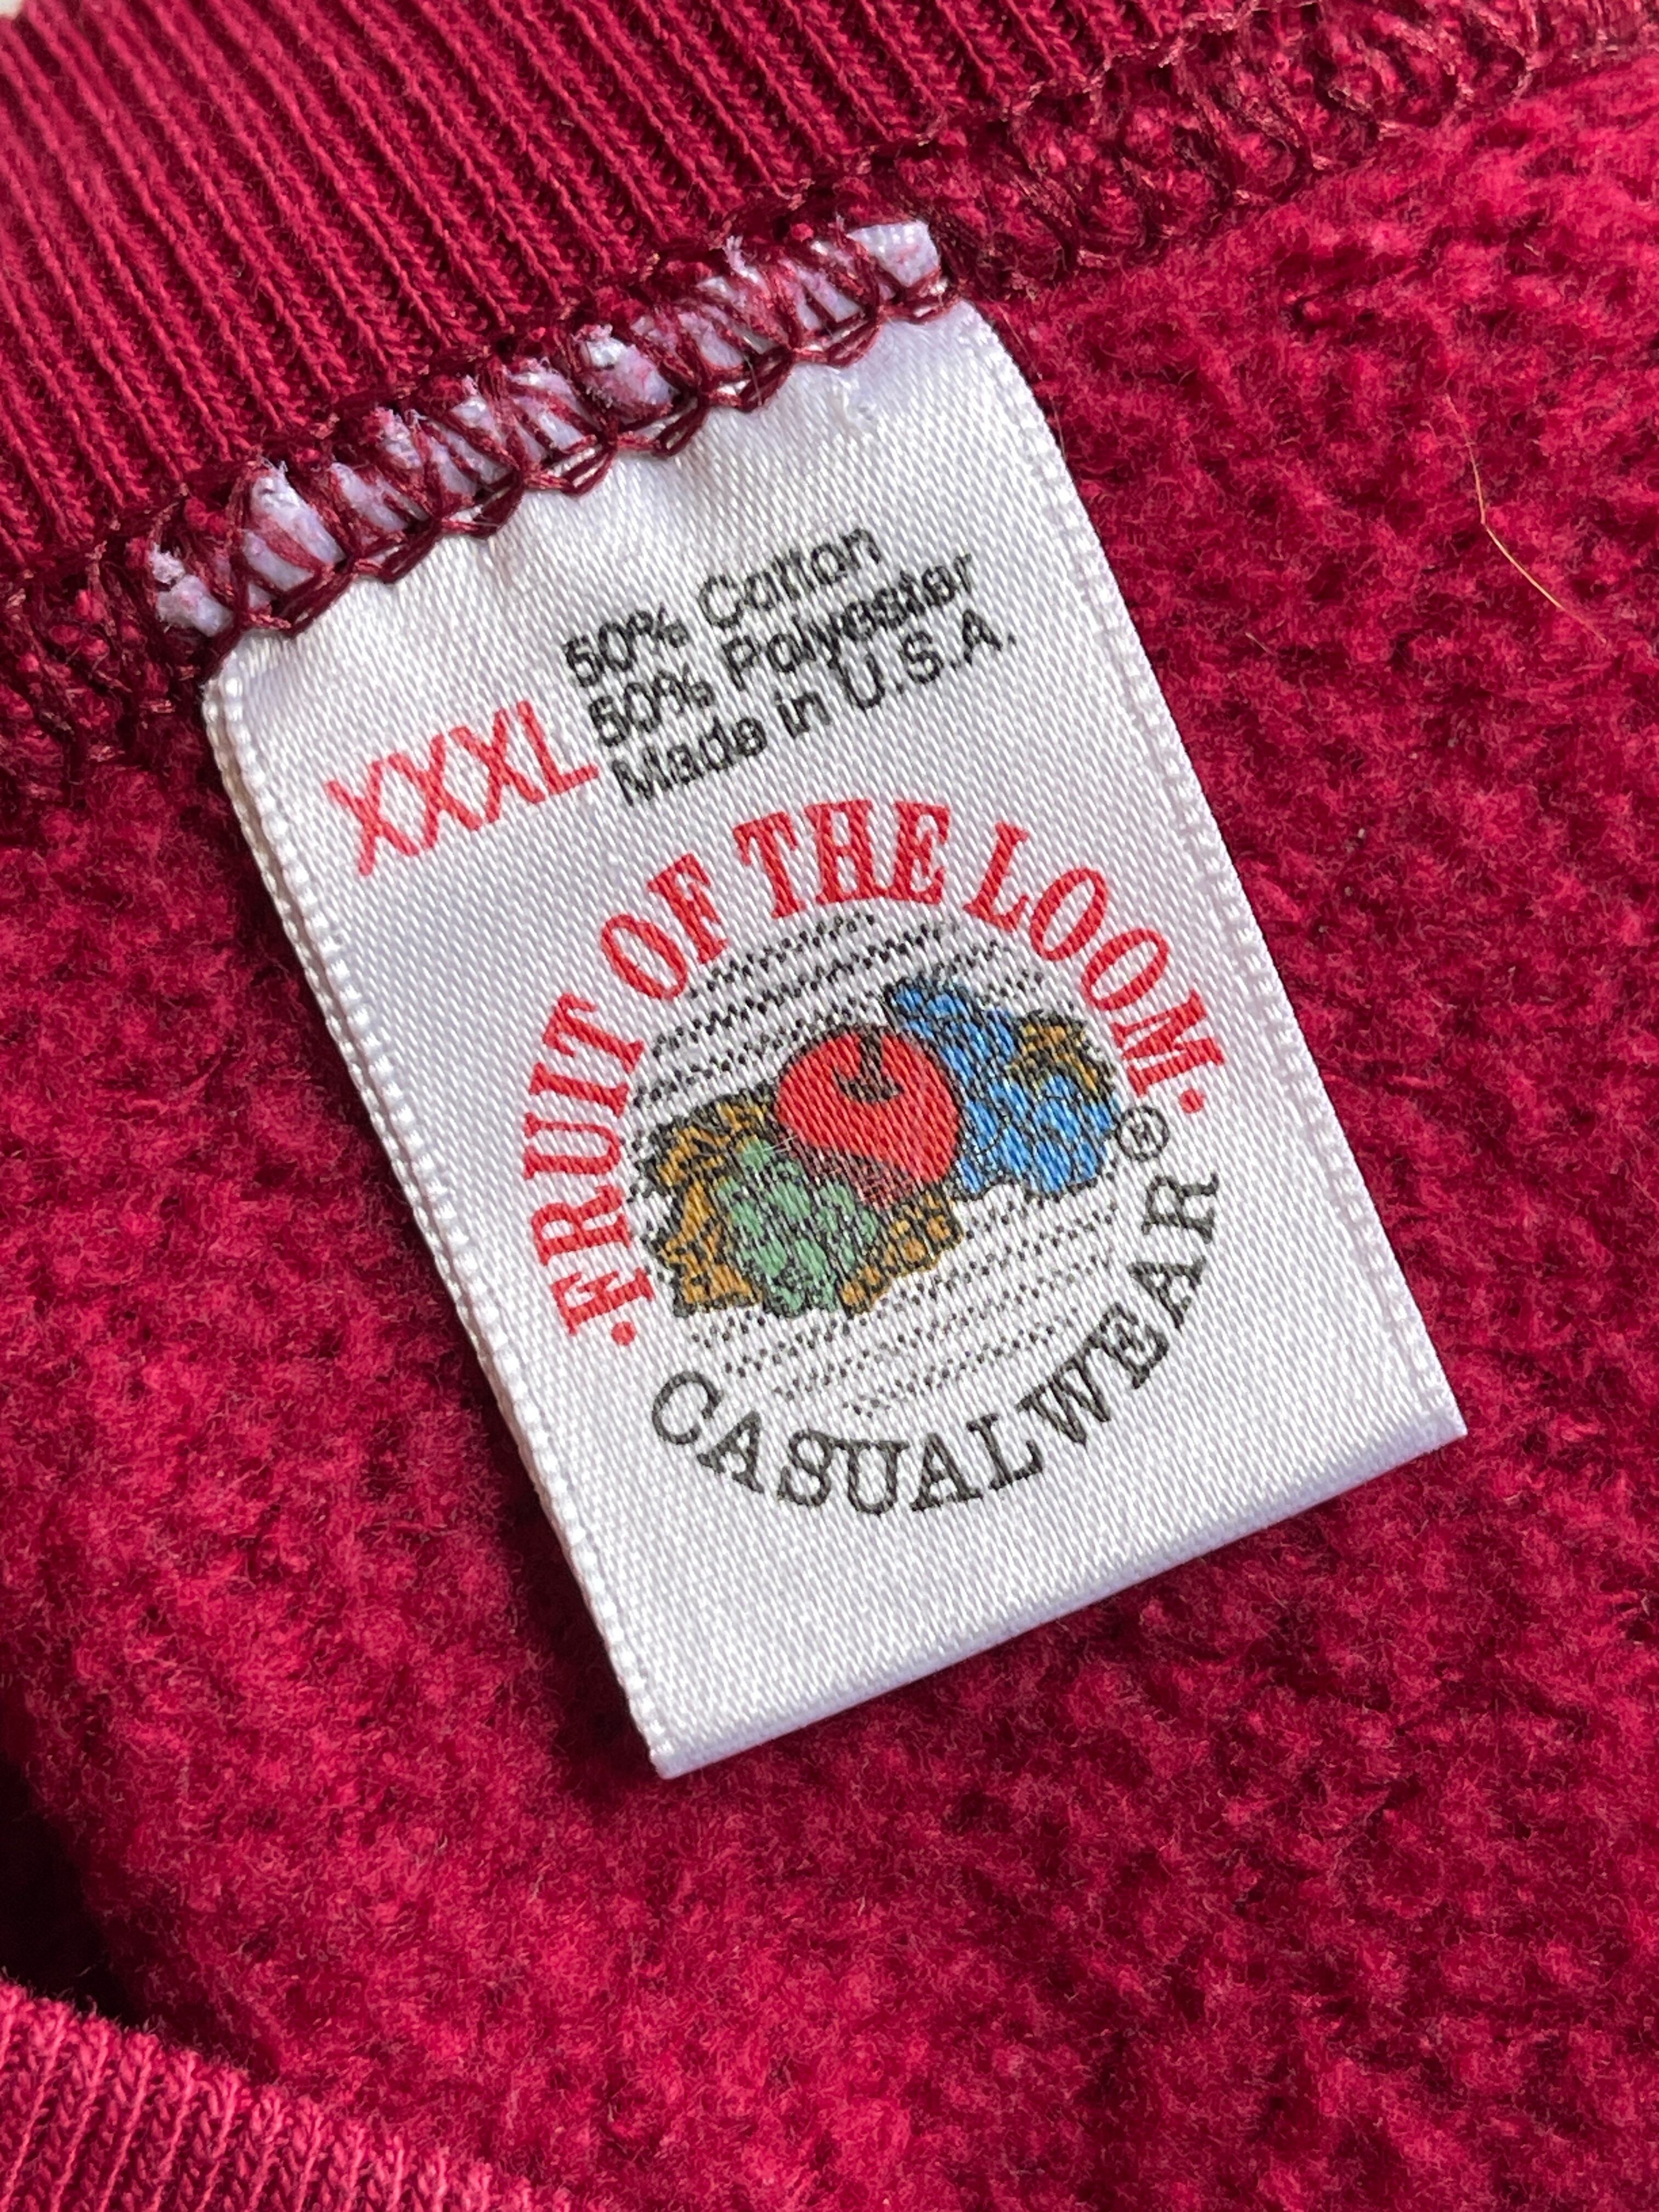 50% Cotton
50% Polyester
XXXL Made in U.S.A.
·FRUIT OF THE LOOM·
®
CASUALWEAR